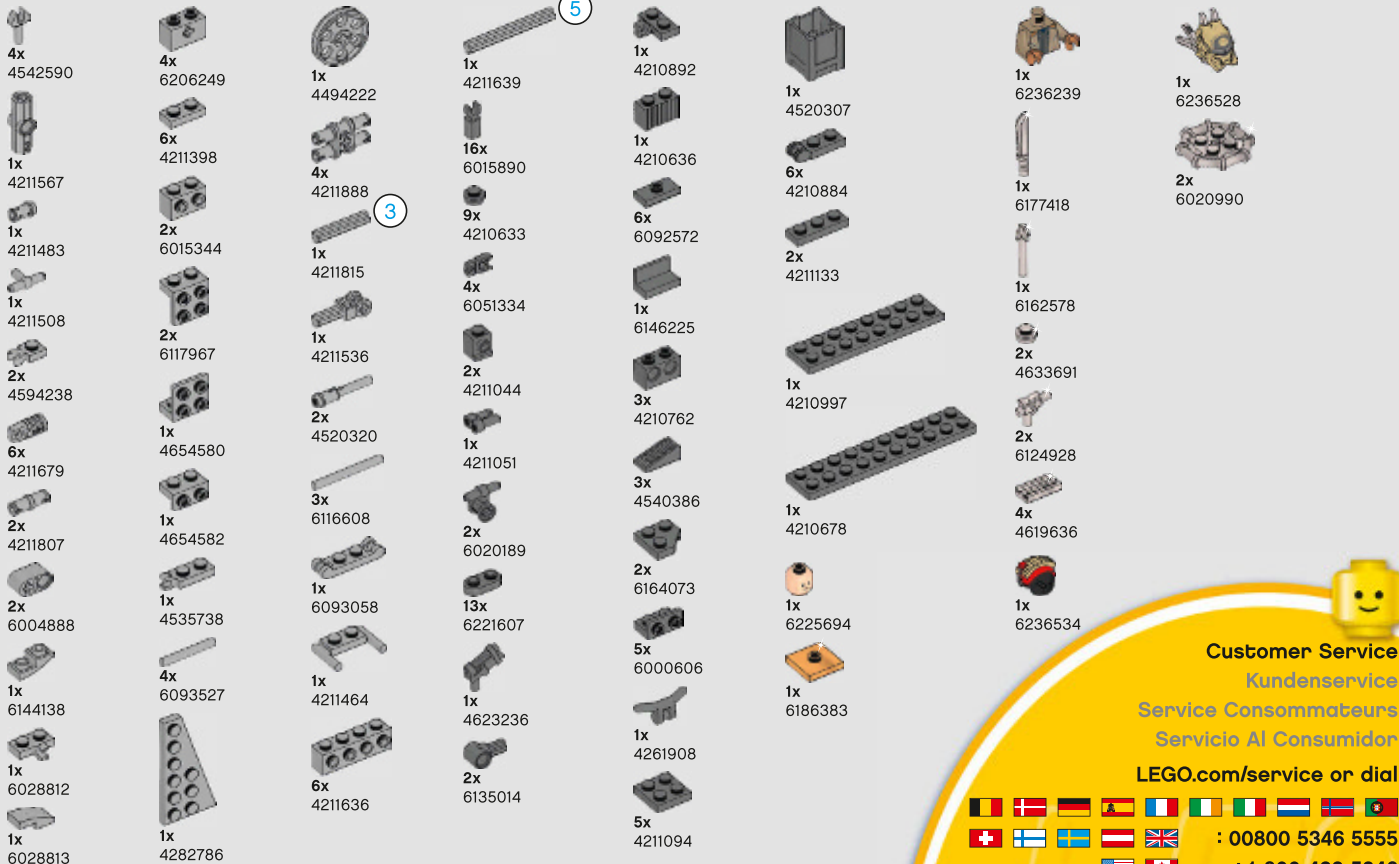 4x
4542590
1x
4211567
1x
4211483
1x
4211508
2x
4594238
6x
4211679
2x
4211807
2x
6004888
1x
6144138
1x
6028812
1x
6028813
4x
6206249
6x
4211398
2x
6015344
2x
6117967
1x
4654580
1x
4654582
1x
4535738
4x
6093527
1x
4282786
1x
4494222
4x
4211888
3
1x
4211815
1x
4211536
2x
4520320
3x
6116608
1x
6093058
1x
4211464
6x
4211636
5
1x
4211639
16x
6015890
9x
4210633
4x
6051334
2x
4211044
1x
4211051
2x
6020189
13x
6221607
1x
4623236
2x
6135014
1x
4210892
1x
4210636
6x
6092572
1x
6146225
3x
4210762
3x
4540386
2x
6164073
5x
6000606
1x
4261908
5x
4211094
1x
4520307
6x
4210884
2x
4211133
1x
4210997
1x
4210678
1x
6225694
1x
6186383
1x
6236239
1x
6177418
1x
6162578
2x
4633691
2x
6124928
4x
4619636
1x
6236534
1x
6236528
2x
6020990
Customer Service
Kundenservice
Service Consommateurs
Servicio Al Consumidor
LEGO.com/service or dial
: 00800 5346 5555